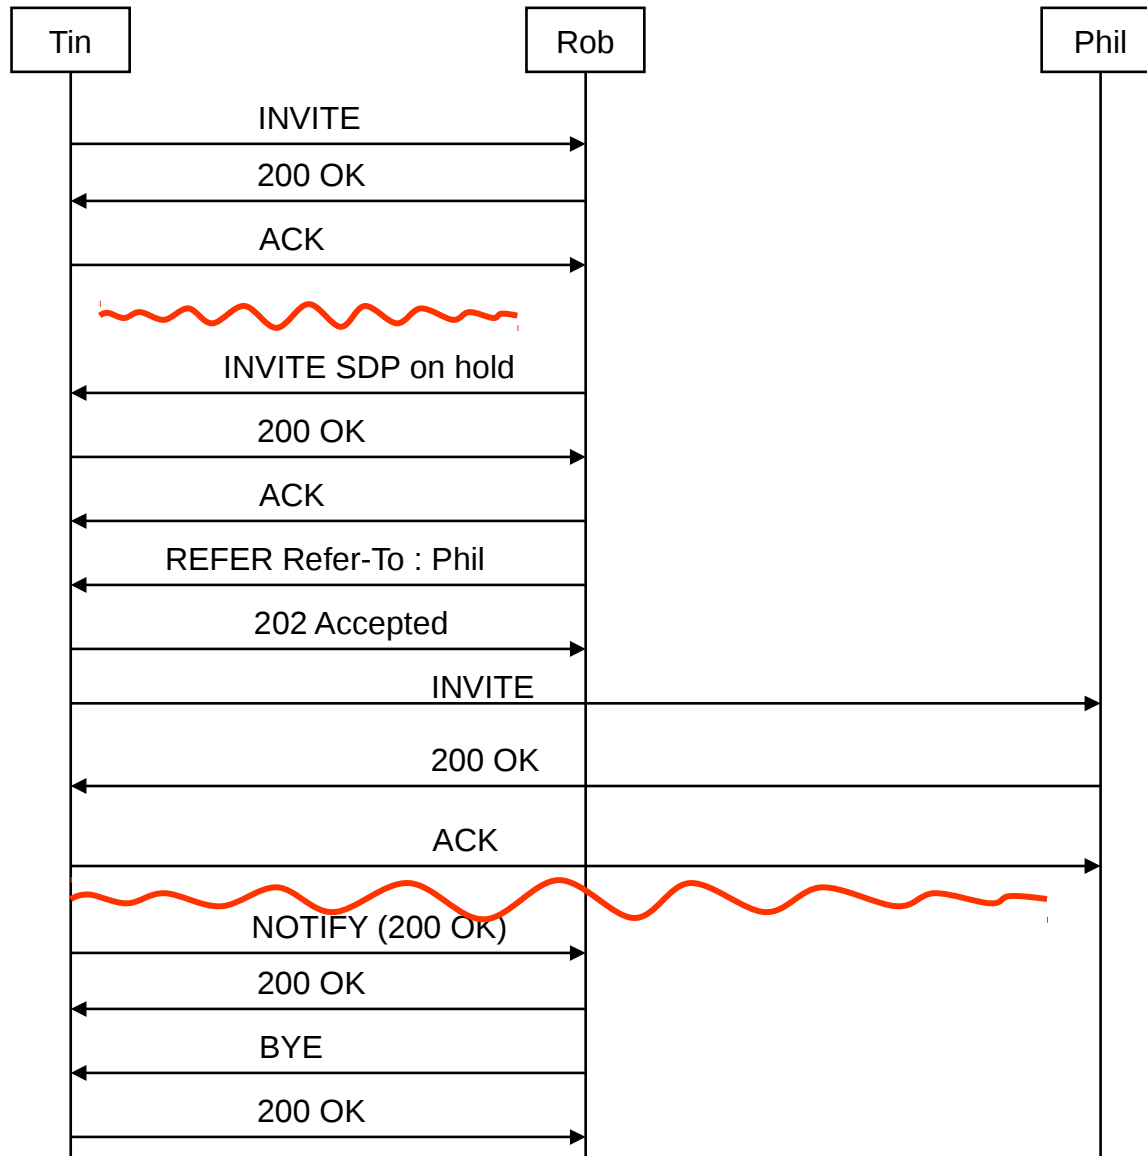 Tin
Rob
Phil
INVITE
200 OK
ACK
INVITE SDP on hold
200 OK
ACK
REFER Refer-To : Phil
202 Accepted
INVITE
200 OK
ACK
NOTIFY (200 OK)
200 OK
BYE
200 OK